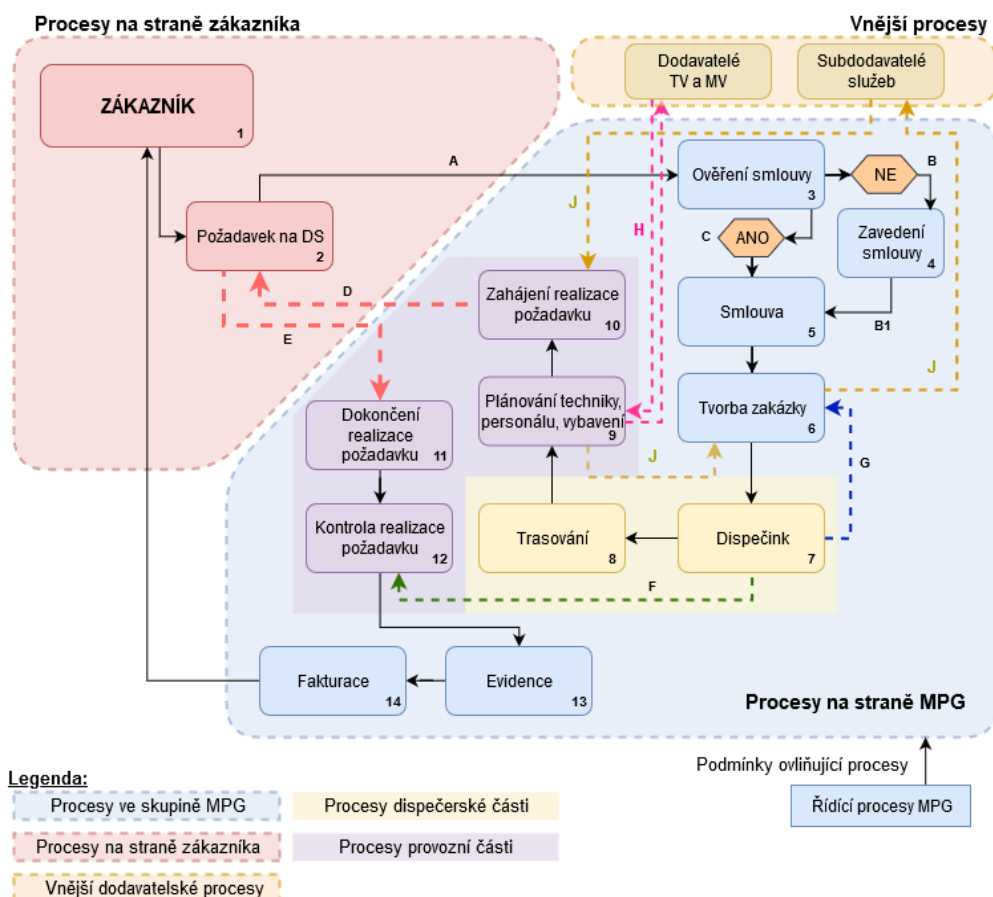 Procesy na straně zákazníka
Vnější procesy
Dodavatelé
TV a MV
Subdodavatelé
služeb
ZÁKAZNÍK
1
A
Ověření smlouvy
3
NE
B
J
H
C
ANO
Zavedení
smlouvy
4
Požadavek na DS
2
D
E
Zahájení realizace
požadavku
10
Smlouva
5
B1
J
Plánování techniky,
personálu, vybavení
9
Tvorba zakázky
6
Dokončení
realizace
požadavku
11
J
G
Kontrola realizace
požadavku
12
Trasování
8
Dispečink
7
F
Fakturace
14
Evidence
13
Procesy na straně MPG
Podmínky ovliňující procesy
Řídící procesy MPG
Legenda:
Procesy ve skupině MPG
Procesy dispečerské části
Procesy na straně zákazníka
Procesy provozní části
Vnější dodavatelské procesy